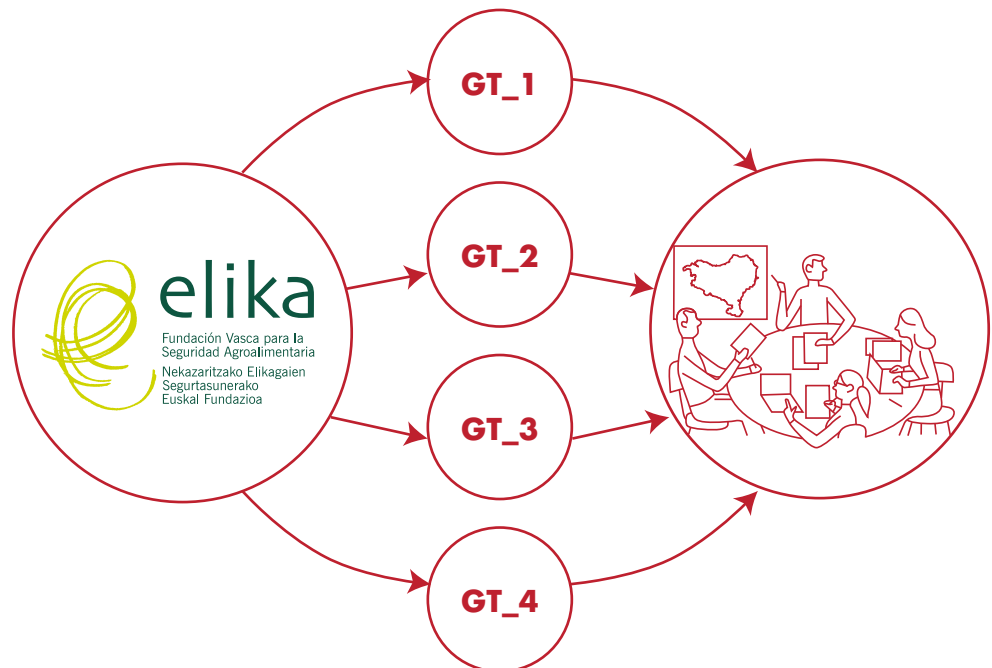 GT_1
GT_2
elika
Fundación Vasca para la
Seguridad Agroalimentaria
Nekazaritzako Elikagaien
Segurtasunerako
Euskal Fundazioa
GT_3
GT_4